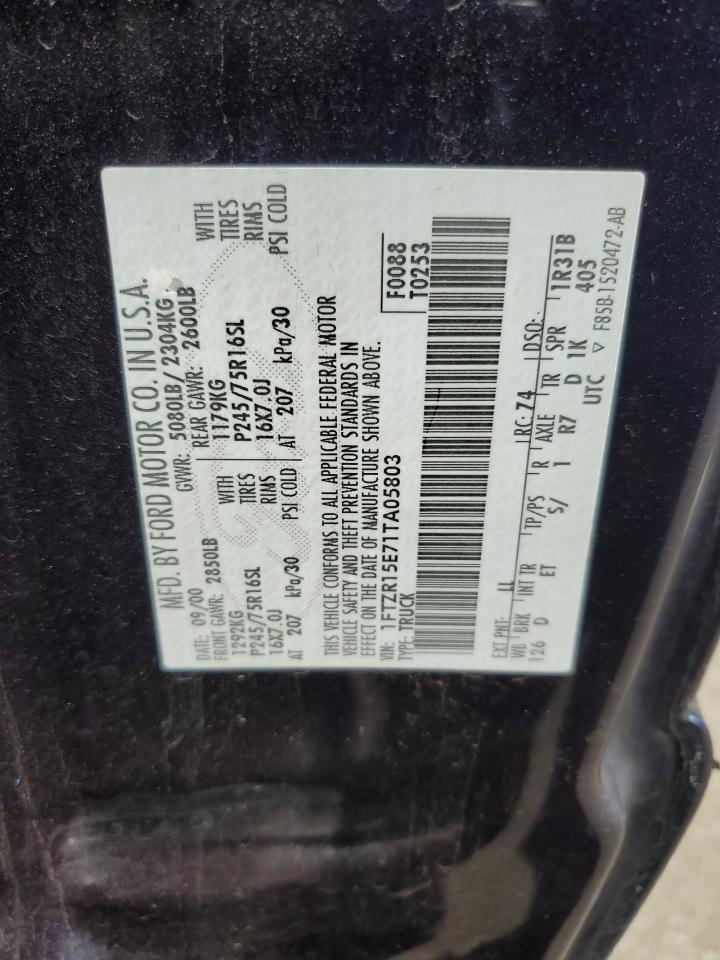 MFD. BY FORD MOTOR CO. IN U.S.A.
DATE: 09/00 GVWR: 5080LB/ 2304KG
FRONT GAWR: 2850LB REAR GAWR: 2600LB
1292KG WITH 1179KG WITH
P245/75R16SL TIRES P245/75R16SL TIRES
16X7.0J RIMS 16X7.0J RIMS
AT 207 kPa/30 PSI COLD AT 207 kPa/30 PSI COLD
THIS VEHICLE CONFORMS TO ALL APPLICABLE FEDERAL MOTOR
VEHICLE SAFETY AND THEFT PREVENTION STANDARDS IN
EFFECT ON THE DATE OF MANUFACTURE SHOWN ABOVE.
VIN: 1FTZR15E71TA05803 F0088
TYPE: TRUCK T0253
EXT PNT: LL RC: 74 DSO:
WB BRK INT TR TP/PS R AXLE TR SPR 1R31B
126 D ET S/ 1 R7 D 1K 405
UTC ▽ F85B-1520472-AB